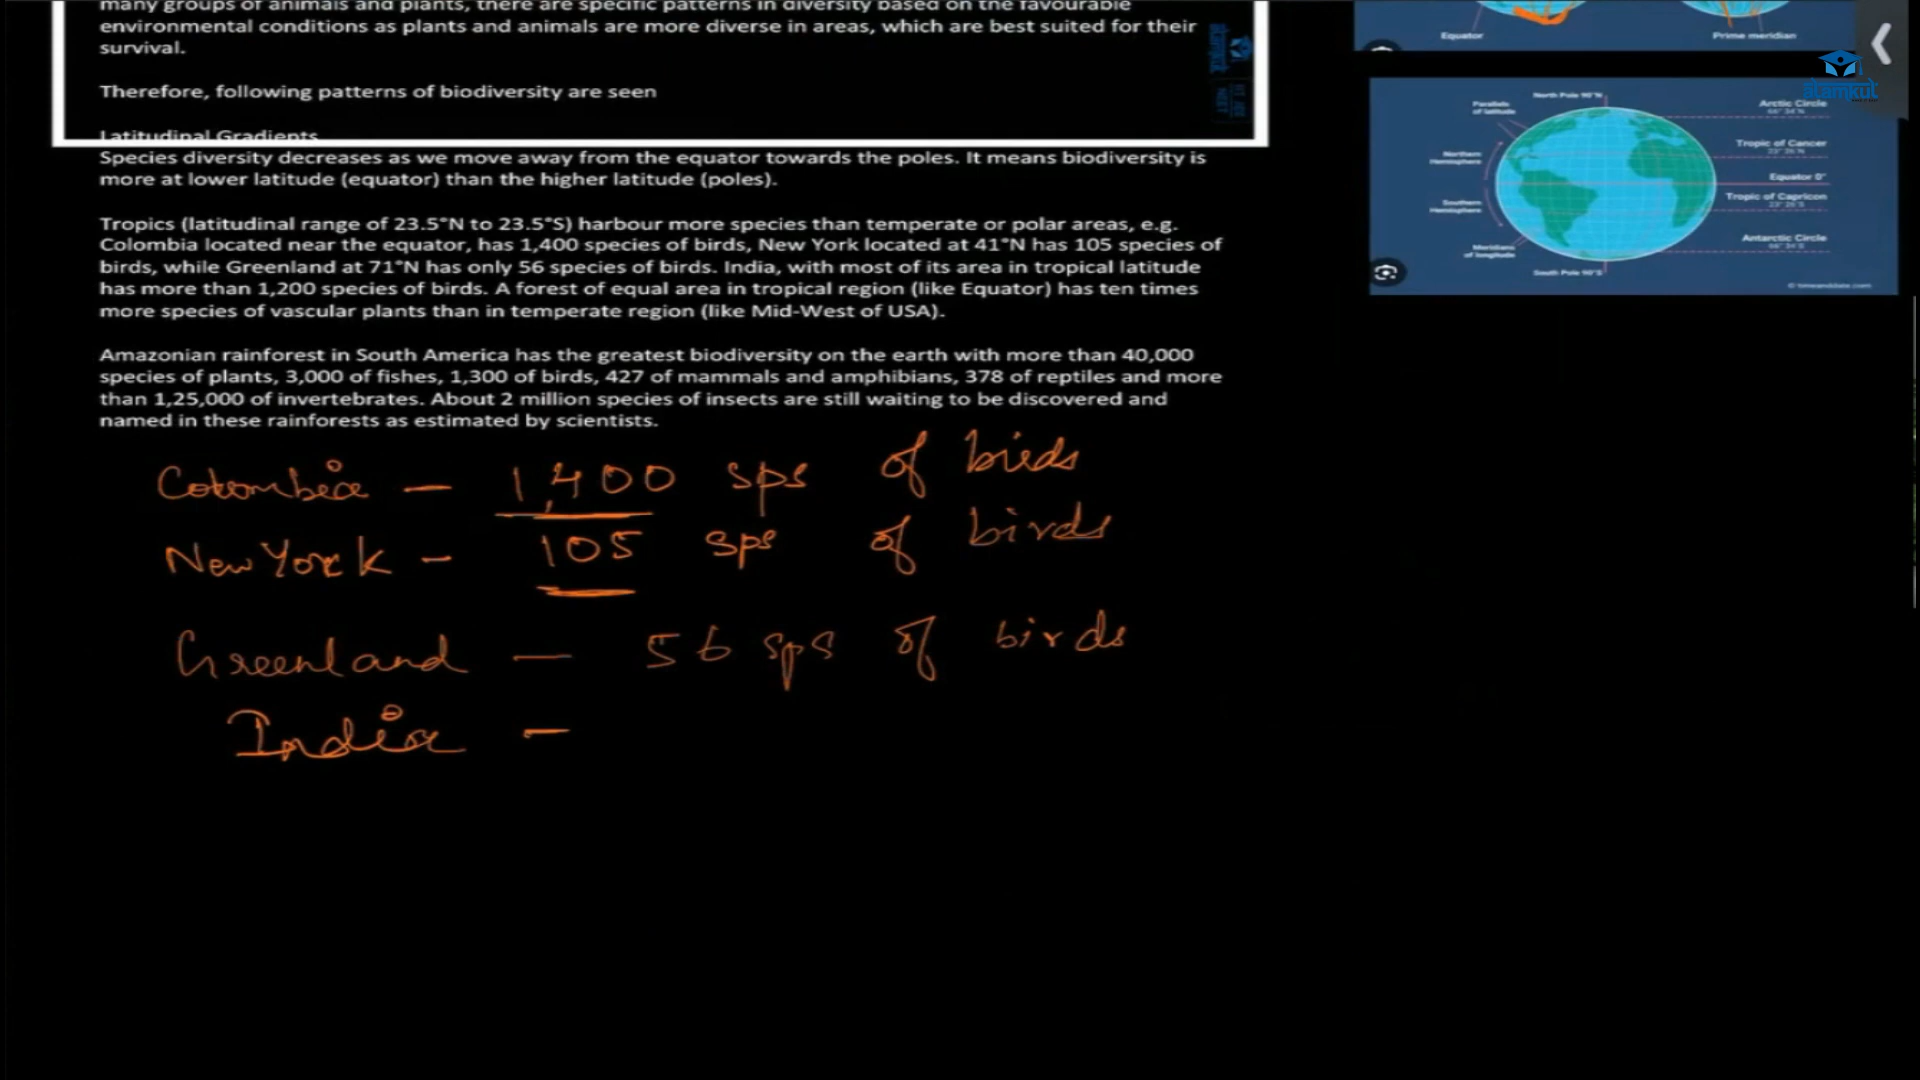 many groups of animals and plants, there are specific patterns in diversity based on the favourable
environmental conditions as plants and animals are more diverse in areas, which are best suited for their
survival.
Therefore, following patterns of biodiversity are seen
Latitudinal Gradients
Species diversity decreases as we move away from the equator towards the poles. It means biodiversity is
more at lower latitude (equator) than the higher latitude (poles).
Tropics (latitudinal range of 23.5°N to 23.5°S) harbour more species than temperate or polar areas, e.g.
Colombia located near the equator, has 1,400 species of birds, New York located at 41°N has 105 species of
birds, while Greenland at 71°N has only 56 species of birds. India, with most of its area in tropical latitude
has more than 1,200 species of birds. A forest of equal area in tropical region (like Equator) has ten times
more species of vascular plants than in temperate region (like Mid-West of USA).
Amazonian rainforest in South America has the greatest biodiversity on the earth with more than 40,000
species of plants, 3,000 of fishes, 1,300 of birds, 427 of mammals and amphibians, 378 of reptiles and more
than 1,25,000 of invertebrates. About 2 million species of insects are still waiting to be discovered and
named in these rainforests as estimated by scientists.
Colombia — 1,400 sps of birds
New York - 105 sps of birds
Greenland — 56 sps of birds
India —
Equator
Prime meridian
alamkut
North Pole 90°N
Parallels
of latitude
Arctic Circle
Tropic of Cancer
Northern
Hemisphere
Equator 0°
Tropic of Capricorn
Southern
Hemisphere
Antarctic Circle
Meridians
of longitude
South Pole 90°S
© timeanddate.com